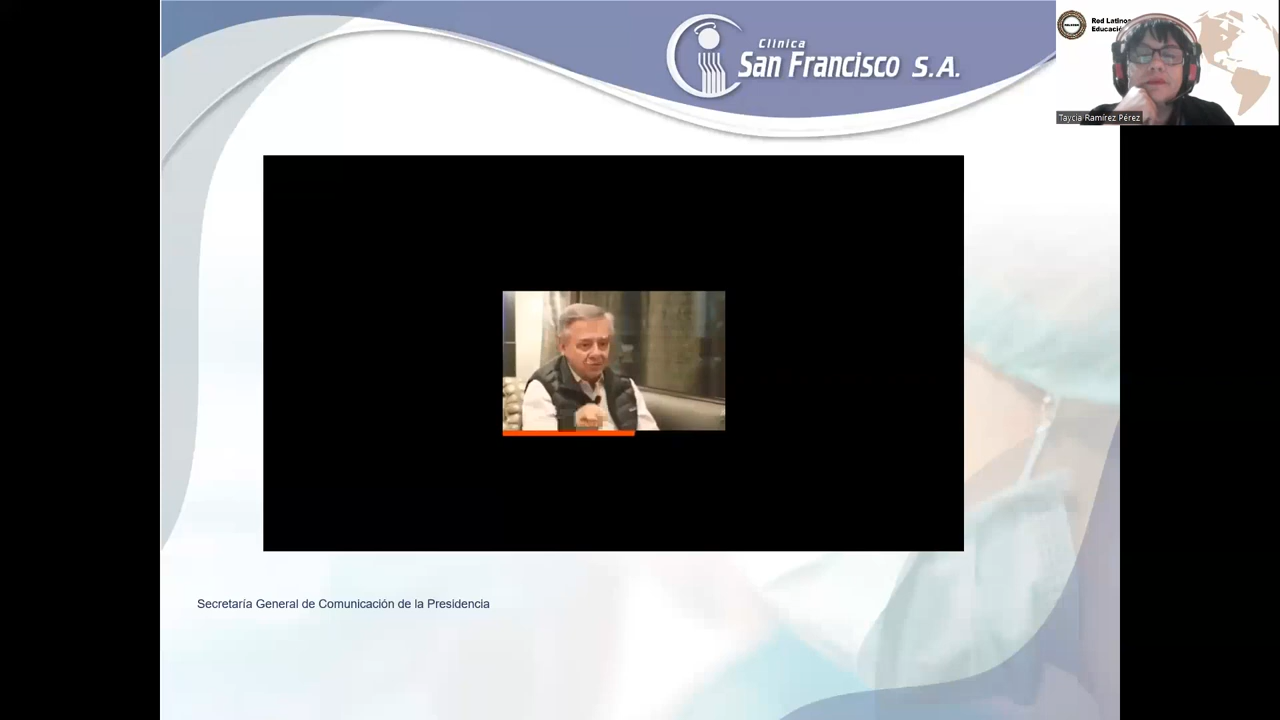 Clínica
San Francisco S.A.
Red Latino
Educació
Taycia Ramírez Pérez
Secretaría General de Comunicación de la Presidencia